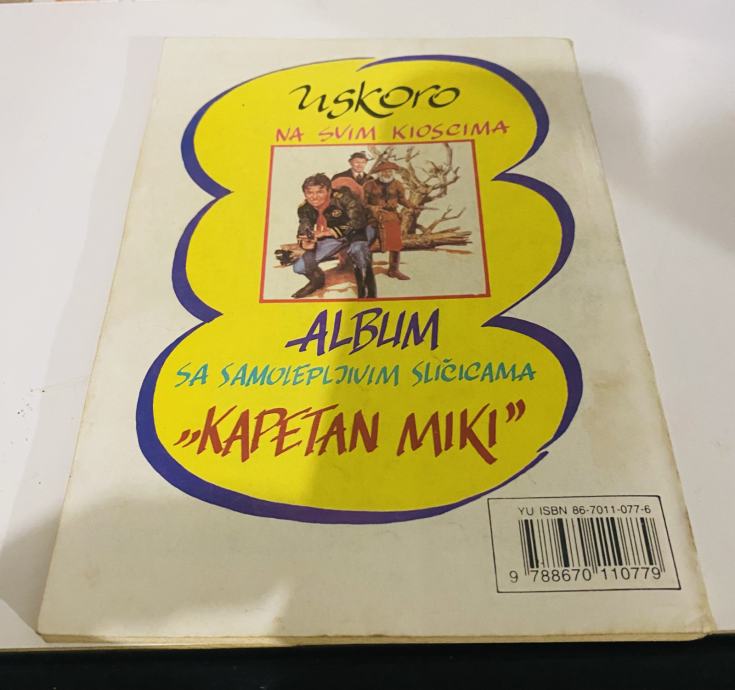 uskoro
NA SVIM KIOSCIMA
ALBUM
SA SAMOLEPLJIVIM SLIČICAMA
„KAPETAN MIKI”
YU ISBN 86-7011-077-6
9 788670 110779